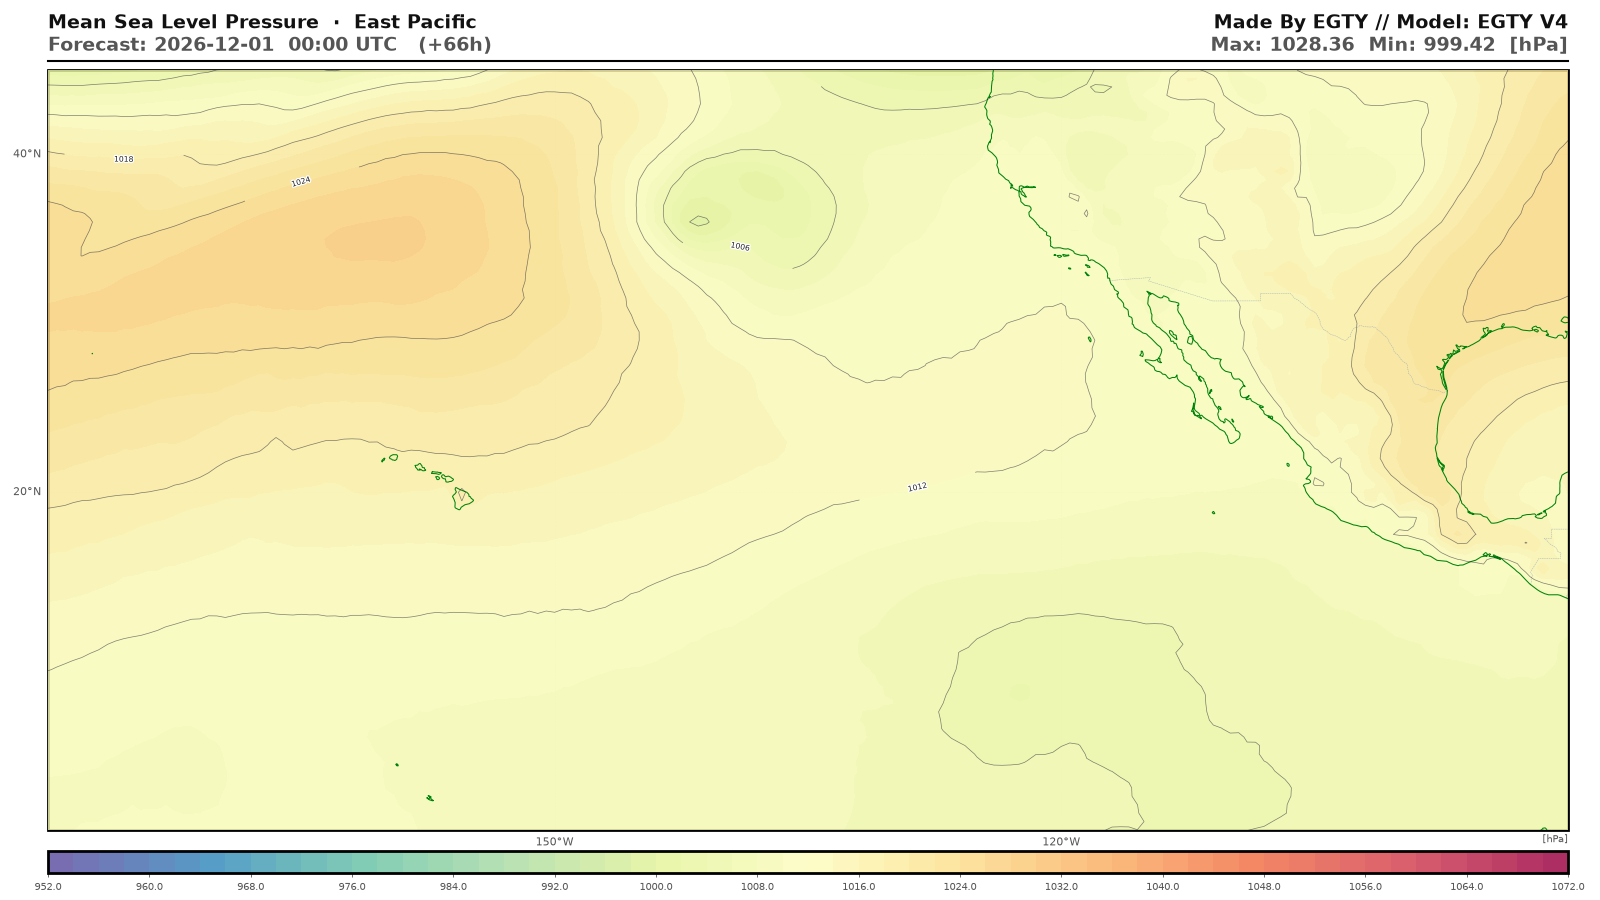 Mean Sea Level Pressure · East Pacific
Made By EGTY // Model: EGTY V4
Forecast: 2026-12-01 00:00 UTC (+66h)
Max: 1028.36 Min: 999.42 [hPa]
40°N
1018
1024
1006
20°N
1012
150°W
120°W
[hPa]
952.0 960.0 968.0 976.0 984.0 992.0 1000.0 1008.0 1016.0 1024.0 1032.0 1040.0 1048.0 1056.0 1064.0 1072.0